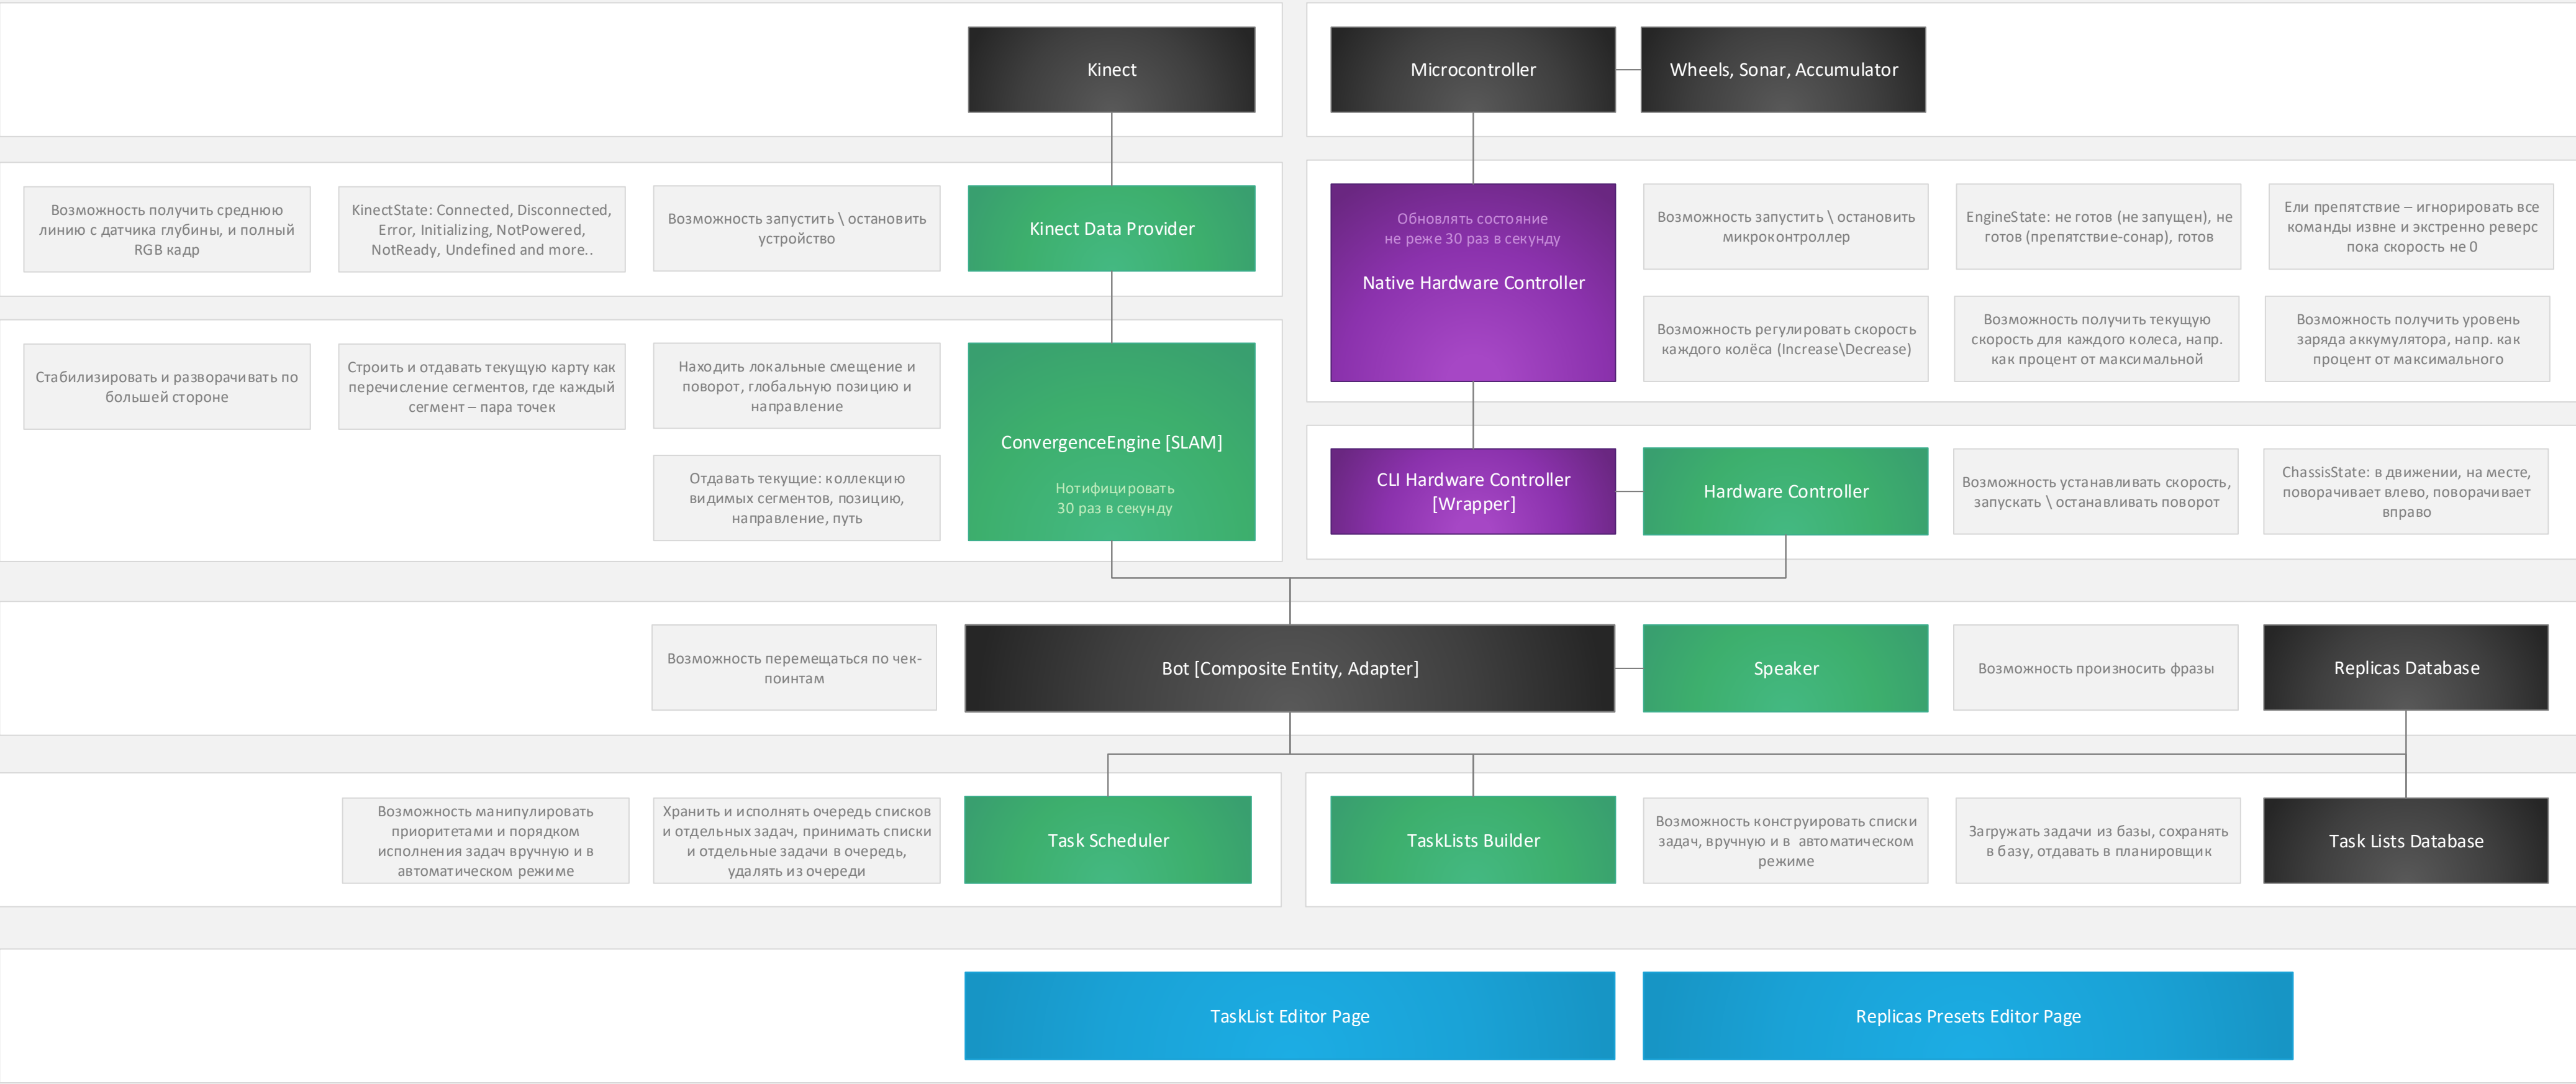 Kinect
Microcontroller
Wheels, Sonar, Accumulator
Возможность получить среднюю
линию с датчика глубины, и полный
RGB кадр
KinectState: Connected, Disconnected,
Error, Initializing, NotPowered,
NotReady, Undefined and more..
Возможность запустить \ остановить
устройство
Kinect Data Provider
Обновлять состояние
не реже 30 раз в секунду
Native Hardware Controller
Возможность запустить \ остановить
микроконтроллер
EngineState: не готов (не запущен), не
готов (препятствие-сонар), готов
Ели препятствие – игнорировать все
команды извне и экстренно реверс
пока скорость не 0
Возможность регулировать скорость
каждого колёса (Increase\Decrease)
Возможность получить текущую
скорость для каждого колеса, напр.
как процент от максимальной
Возможность получить уровень
заряда аккумулятора, напр. как
процент от максимального
Стабилизировать и разворачивать по
большей стороне
Строить и отдавать текущую карту как
перечисление сегментов, где каждый
сегмент – пара точек
Находить локальные смещение и
поворот, глобальную позицию и
направление
Отдавать текущие: коллекцию
видимых сегментов, позицию,
направление, путь
ConvergenceEngine [SLAM]
Нотифицировать
30 раз в секунду
CLI Hardware Controller
[Wrapper]
Hardware Controller
Возможность устанавливать скорость,
запускать \ останавливать поворот
ChassisState: в движении, на месте,
поворачивает влево, поворачивает
вправо
Возможность перемещаться по чек-
поинтам
Bot [Composite Entity, Adapter]
Speaker
Возможность произносить фразы
Replicas Database
Возможность манипулировать
приоритетами и порядком
исполнения задач вручную и в
автоматическом режиме
Хранить и исполнять очередь списков
и отдельных задач, принимать списки
и отдельные задачи в очередь,
удалять из очереди
Task Scheduler
TaskLists Builder
Возможность конструировать списки
задач, вручную и в автоматическом
режиме
Загружать задачи из базы, сохранять
в базу, отдавать в планировщик
Task Lists Database
TaskList Editor Page
Replicas Presets Editor Page